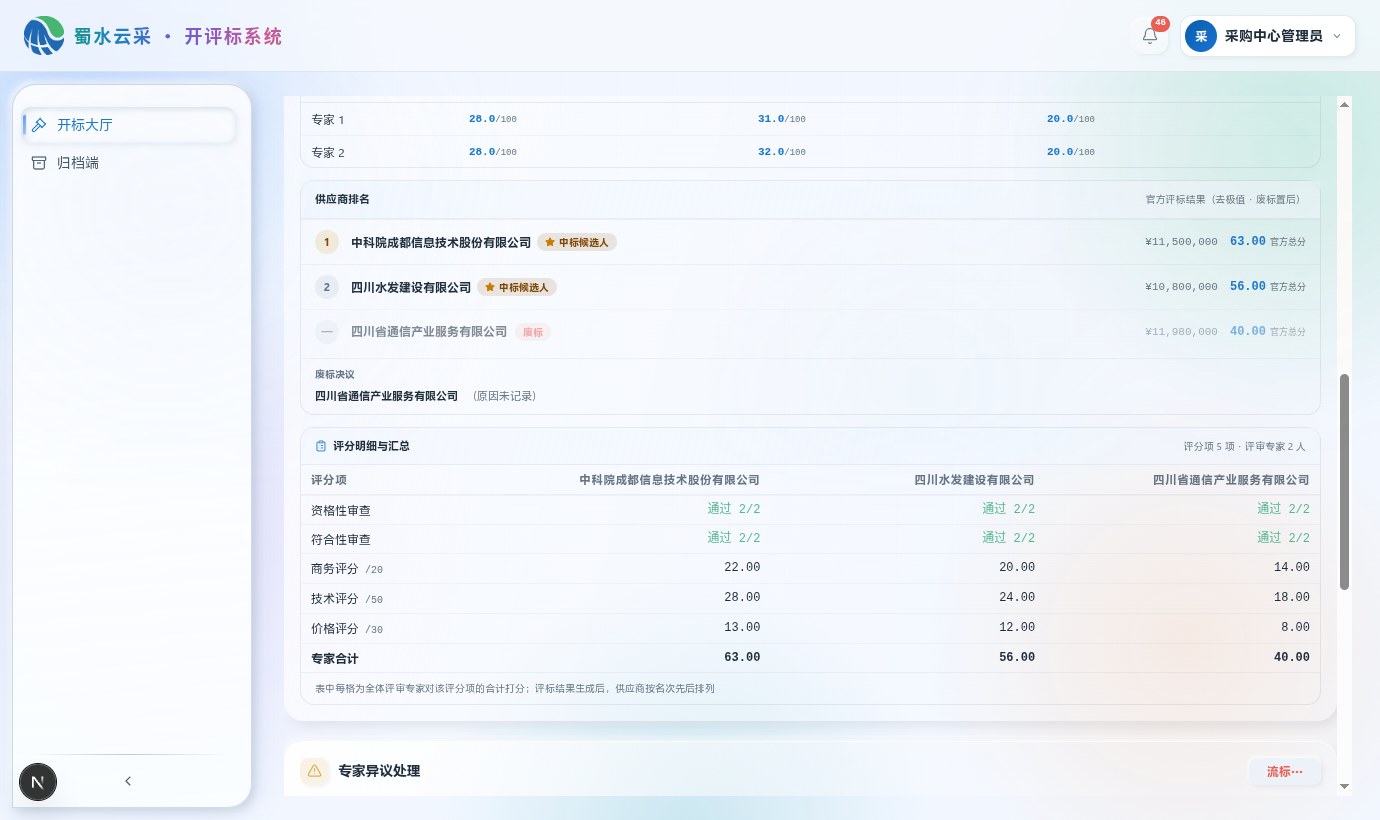 蜀水云采 · 开评标系统
46
采 采购中心管理员
开标大厅
归档端
专家 1 28.0/100 31.0/100 20.0/100
专家 2 28.0/100 32.0/100 20.0/100
供应商排名 官方评标结果（去极值 · 废标置后）
1 中科院成都信息技术股份有限公司 中标候选人 ¥11,500,000 63.00 官方总分
2 四川水发建设有限公司 中标候选人 ¥10,800,000 56.00 官方总分
— 四川省通信产业服务有限公司 废标 ¥11,980,000 40.00 官方总分
废标决议
四川省通信产业服务有限公司 （原因未记录）
评分明细与汇总 评分项 5 项 · 评审专家 2 人
评分项 中科院成都信息技术股份有限公司 四川水发建设有限公司 四川省通信产业服务有限公司
资格性审查 通过 2/2 通过 2/2 通过 2/2
符合性审查 通过 2/2 通过 2/2 通过 2/2
商务评分 /20 22.00 20.00 14.00
技术评分 /50 28.00 24.00 18.00
价格评分 /30 13.00 12.00 8.00
专家合计 63.00 56.00 40.00
表中每格为全体评审专家对该评分项的合计打分；评标结果生成后，供应商按名次先后排列
专家异议处理 流标···
N